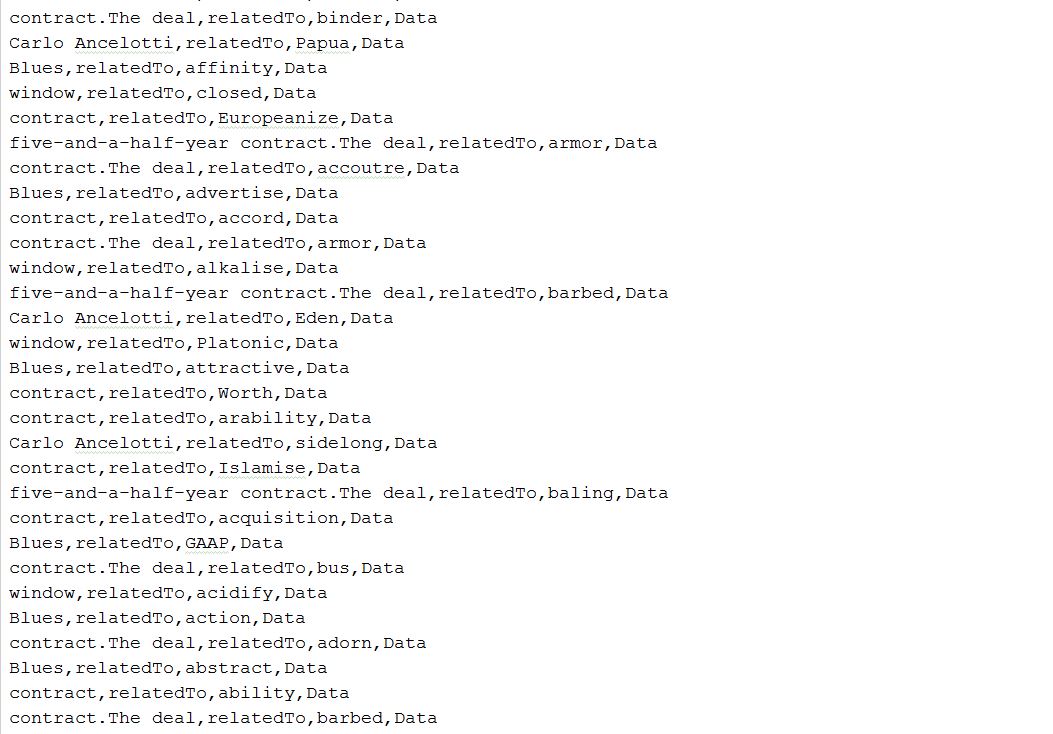 contract.The deal,relatedTo,binder,Data
Carlo Ancelotti,relatedTo,Papua,Data
Blues,relatedTo,affinity,Data
window,relatedTo,closed,Data
contract,relatedTo,Europeanize,Data
five-and-a-half-year contract.The deal,relatedTo,armor,Data
contract.The deal,relatedTo,accoutre,Data
Blues,relatedTo,advertise,Data
contract,relatedTo,accord,Data
contract.The deal,relatedTo,armor,Data
window,relatedTo,alkalise,Data
five-and-a-half-year contract.The deal,relatedTo,barbed,Data
Carlo Ancelotti,relatedTo,Eden,Data
window,relatedTo,Platonic,Data
Blues,relatedTo,attractive,Data
contract,relatedTo,Worth,Data
contract,relatedTo,arability,Data
Carlo Ancelotti,relatedTo,sidelong,Data
contract,relatedTo,Islamise,Data
five-and-a-half-year contract.The deal,relatedTo,baling,Data
contract,relatedTo,acquisition,Data
Blues,relatedTo,GAAP,Data
contract.The deal,relatedTo,bus,Data
window,relatedTo,acidify,Data
Blues,relatedTo,action,Data
contract.The deal,relatedTo,adorn,Data
Blues,relatedTo,abstract,Data
contract,relatedTo,ability,Data
contract.The deal,relatedTo,barbed,Data